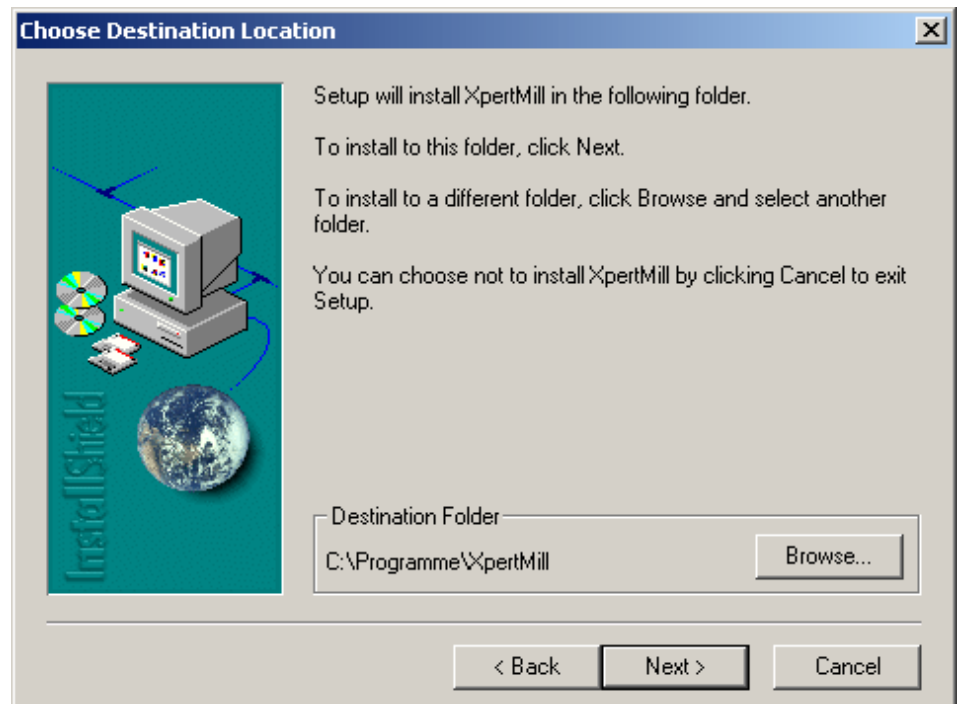 Choose Destination Location
Setup will install XpertMill in the following folder.
To install to this folder, click Next.
To install to a different folder, click Browse and select another
folder.
You can choose not to install XpertMill by clicking Cancel to exit
Setup.
InstallShield
Destination Folder
C:\Programme\XpertMill
Browse...
< Back
Next >
Cancel